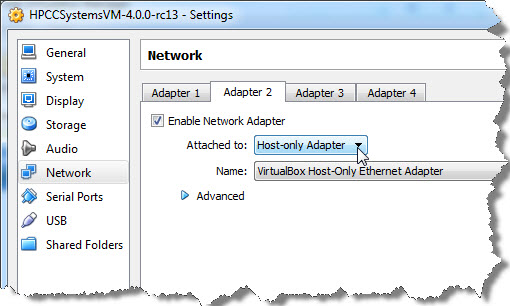 HPCCSystemsVM-4.0.0-rc13 - Settings
General
System
Display
Storage
Audio
Network
Serial Ports
USB
Shared Folders
Network
Adapter 1 Adapter 2 Adapter 3 Adapter 4
Enable Network Adapter
Attached to: Host-only Adapter
Name: VirtualBox Host-Only Ethernet Adapter
Advanced